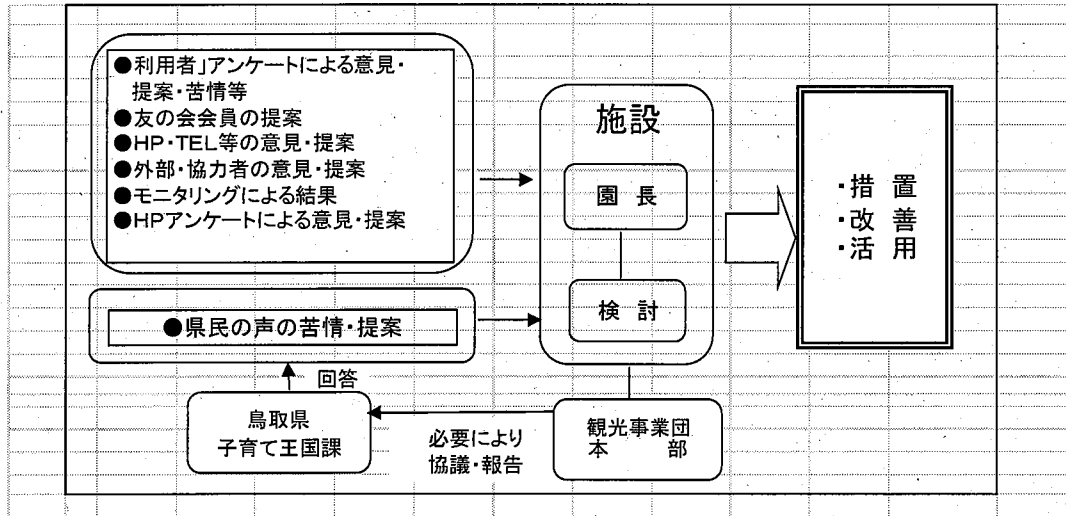 ●利用者」アンケートによる意見・
提案・苦情等
●友の会会員の提案
●HP・TEL等の意見・提案
●外部・協力者の意見・提案
●モニタリングによる結果
●HPアンケートによる意見・提案
●県民の声の苦情・提案
回答
鳥取県
子育て王国課
必要により
協議・報告
施設
園 長
検 討
観光事業団
本 部
・措 置
・改 善
・活 用